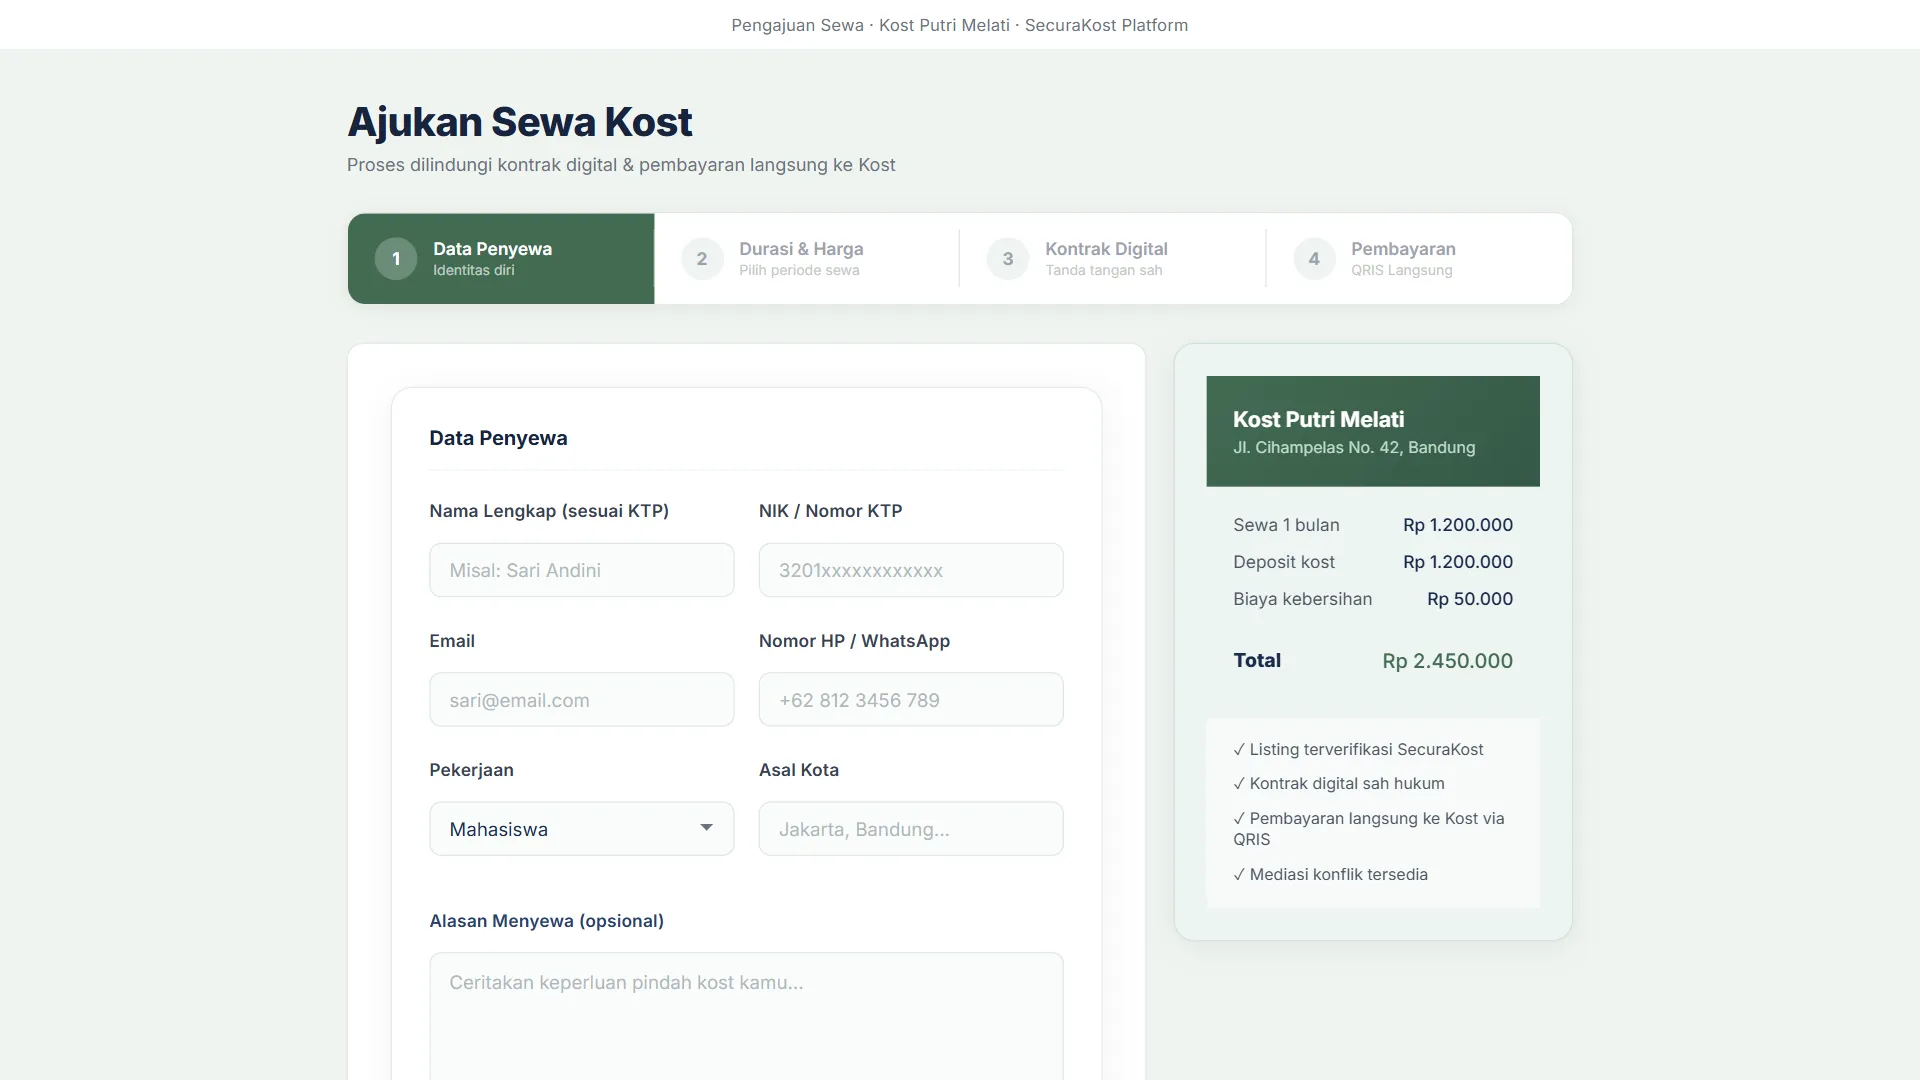 Pengajuan Sewa · Kost Putri Melati · SecuraKost Platform
Ajukan Sewa Kost
Proses dilindungi kontrak digital & pembayaran langsung ke Kost
1
Data Penyewa
Identitas diri
2
Durasi & Harga
Pilih periode sewa
3
Kontrak Digital
Tanda tangan sah
4
Pembayaran
QRIS Langsung
Data Penyewa
Nama Lengkap (sesuai KTP)
Misal: Sari Andini
NIK / Nomor KTP
3201xxxxxxxxxxxx
Email
sari@email.com
Nomor HP / WhatsApp
+62 812 3456 789
Pekerjaan
Mahasiswa
Asal Kota
Jakarta, Bandung...
Alasan Menyewa (opsional)
Ceritakan keperluan pindah kost kamu...
Kost Putri Melati
Jl. Cihampelas No. 42, Bandung
Sewa 1 bulan Rp 1.200.000
Deposit kost Rp 1.200.000
Biaya kebersihan Rp 50.000
Total Rp 2.450.000
✓ Listing terverifikasi SecuraKost
✓ Kontrak digital sah hukum
✓ Pembayaran langsung ke Kost via
QRIS
✓ Mediasi konflik tersedia